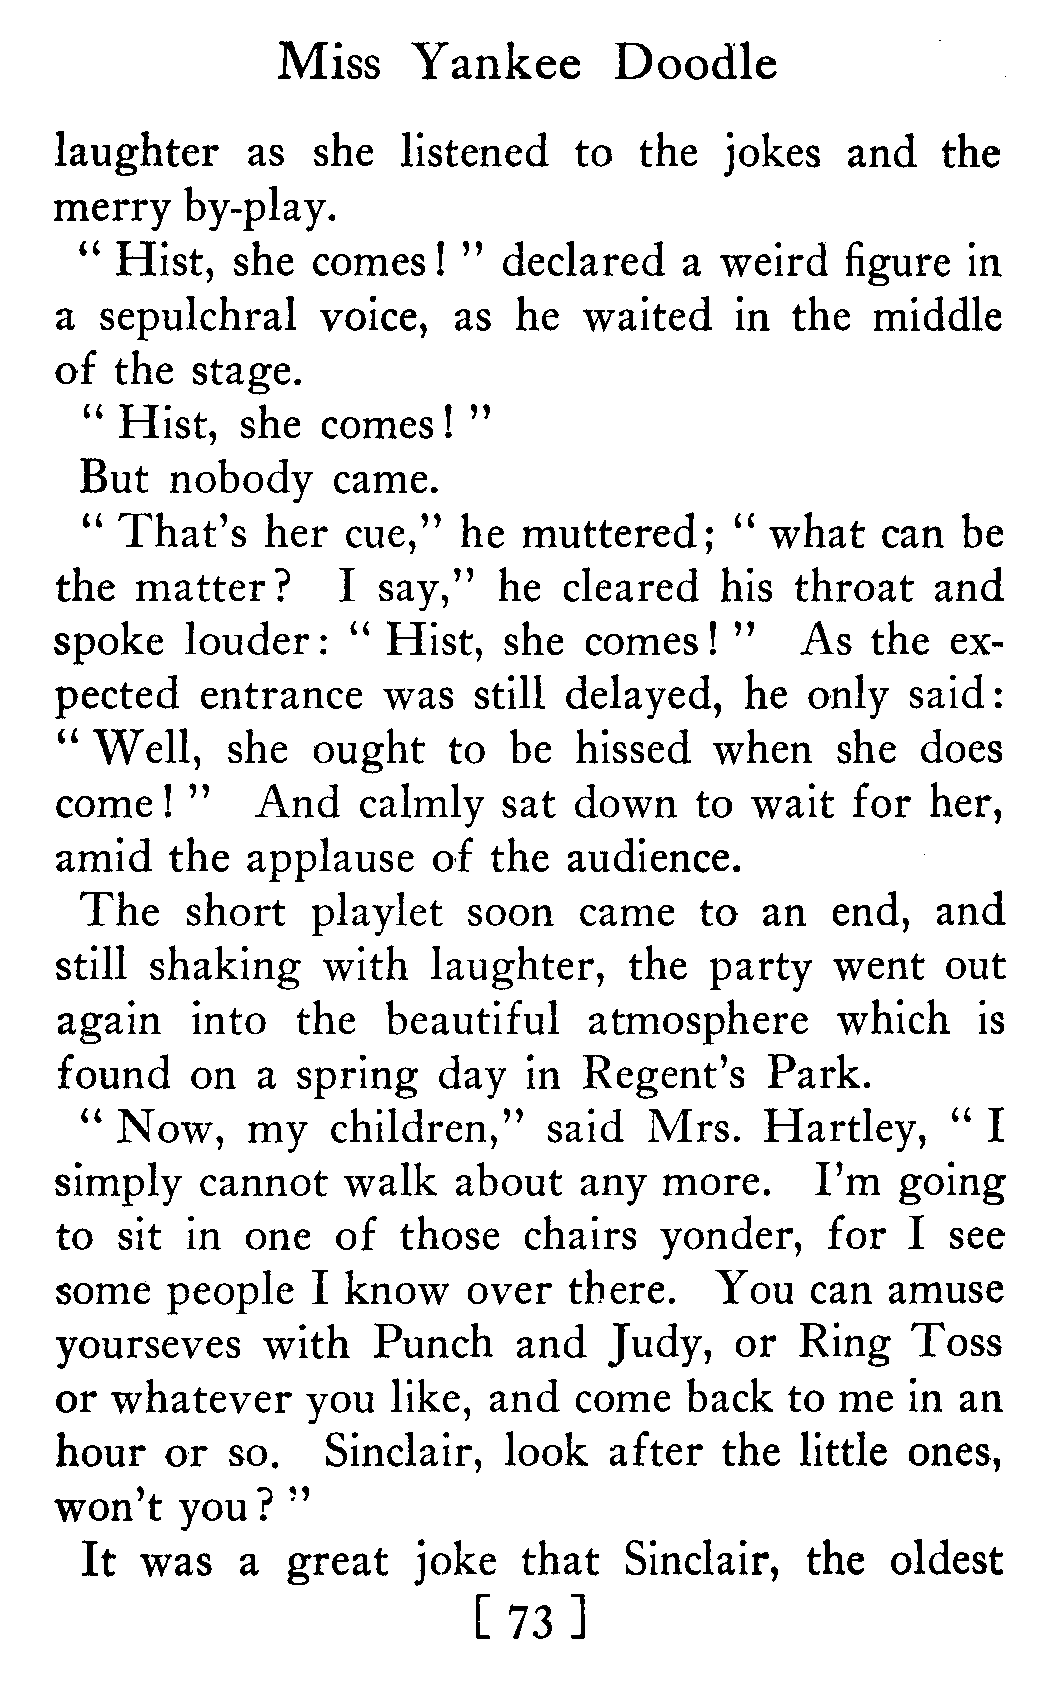 Miss Yankee Doodle
laughter as she listened to the jokes and the
merry by-play.
" Hist, she comes! " declared a weird figure in
a sepulchral voice, as he waited in the middle
of the stage.
" Hist, she comes! "
But nobody came.
" That's her cue," he muttered; " what can be
the matter? I say," he cleared his throat and
spoke louder: " Hist, she comes! " As the ex-
pected entrance was still delayed, he only said:
" Well, she ought to be hissed when she does
come! " And calmly sat down to wait for her,
amid the applause of the audience.
The short playlet soon came to an end, and
still shaking with laughter, the party went out
again into the beautiful atmosphere which is
found on a spring day in Regent's Park.
" Now, my children," said Mrs. Hartley, " I
simply cannot walk about any more. I'm going
to sit in one of those chairs yonder, for I see
some people I know over there. You can amuse
yourseves with Punch and Judy, or Ring Toss
or whatever you like, and come back to me in an
hour or so. Sinclair, look after the little ones,
won't you? "
It was a great joke that Sinclair, the oldest
[ 73 ]